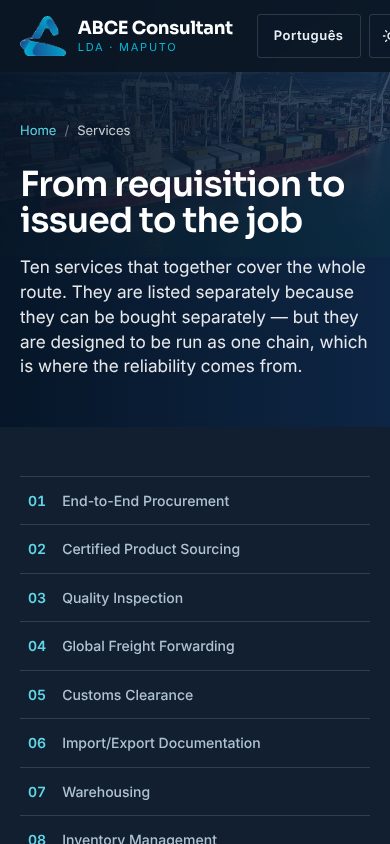 ABCE Consultant
LDA · MAPUTO
Português
Home / Services
From requisition to
issued to the job
Ten services that together cover the whole
route. They are listed separately because
they can be bought separately — but they
are designed to be run as one chain, which
is where the reliability comes from.
01 End-to-End Procurement
02 Certified Product Sourcing
03 Quality Inspection
04 Global Freight Forwarding
05 Customs Clearance
06 Import/Export Documentation
07 Warehousing
08 Inventory Management